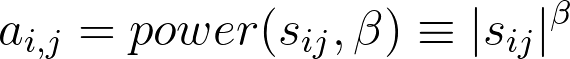 a_{i,j} = power(s_{ij}, β) ≡ |s_{ij}|^β